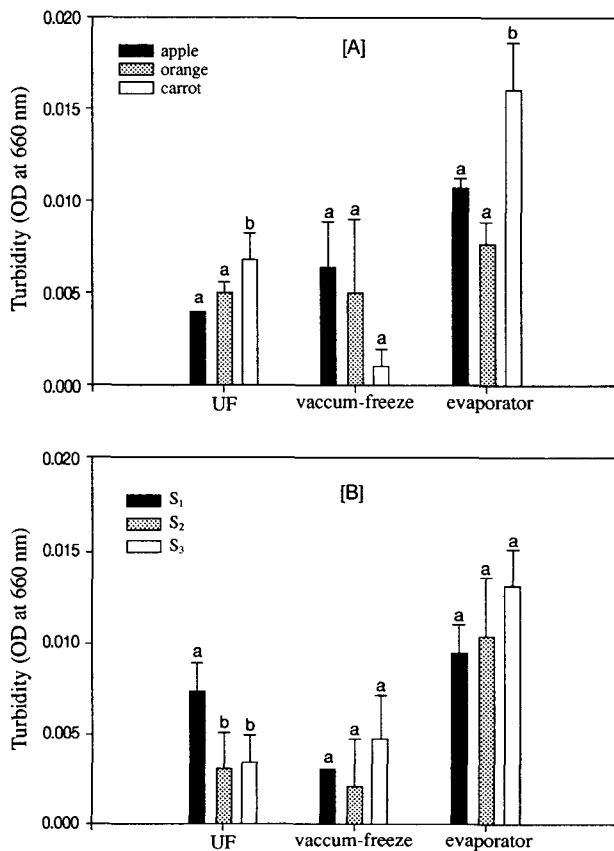 0.020
[A]
apple
orange
carrot
b
0.015
a
b
0.010
a
a
a
a
a
0.005
a
0.000
UF vaccum-freeze evaporator
Turbidity (OD at 660 nm)
0.020
[B]
S₁
S₂
S₃
0.015
a
a
a
0.010
a
a
0.005
b b
a
a
0.000
UF vaccum-freeze evaporator
Turbidity (OD at 660 nm)